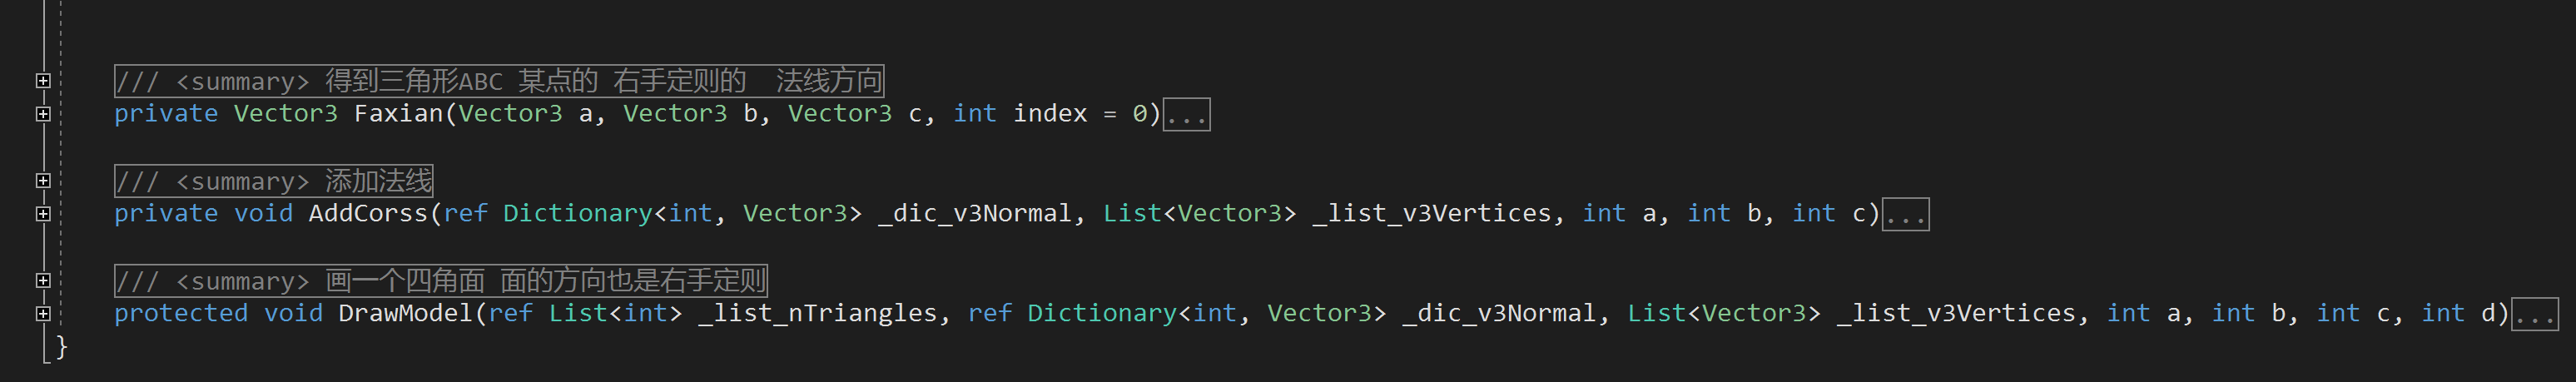 /// <summary> 得到三角形ABC 某点的 右手定则的  法线方向
private Vector3 Faxian(Vector3 a, Vector3 b, Vector3 c, int index = 0)...
/// <summary> 添加法线
private void AddCorss(ref Dictionary<int, Vector3> _dic_v3Normal, List<Vector3> _list_v3Vertices, int a, int b, int c)...
/// <summary> 画一个四角面 面的方向也是右手定则
protected void DrawModel(ref List<int> _list_nTriangles, ref Dictionary<int, Vector3> _dic_v3Normal, List<Vector3> _list_v3Vertices, int a, int b, int c, int d)...
}